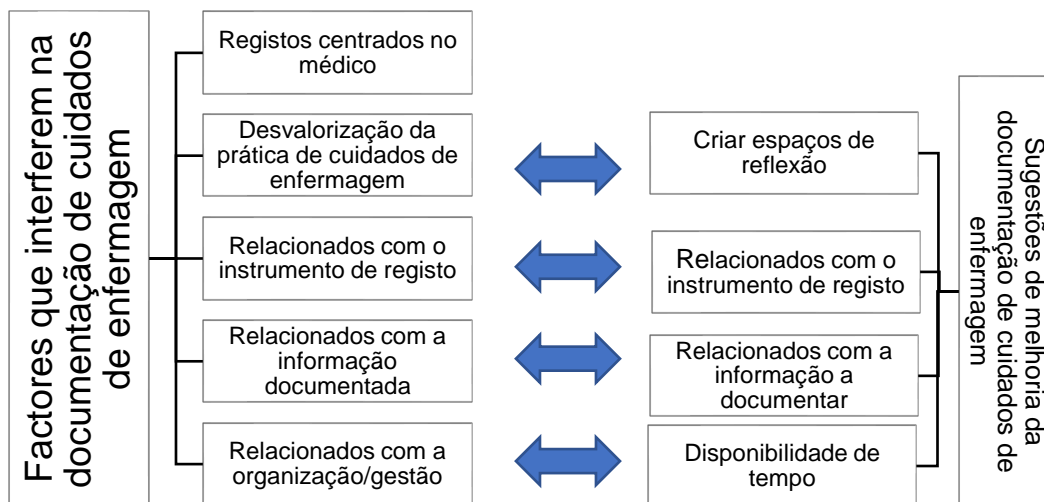 Factores que interferem na
documentação de cuidados
de enfermagem
Registos centrados no
médico
Desvalorização da
prática de cuidados de
enfermagem
Relacionados com o
instrumento de registo
Relacionados com a
informação
documentada
Relacionados com a
organização/gestão
Criar espaços de
reflexão
Relacionados com o
instrumento de registo
Relacionados com a
informação a
documentar
Disponibilidade de
tempo
Sugestões de melhoria da
documentação de cuidados de
enfermagem